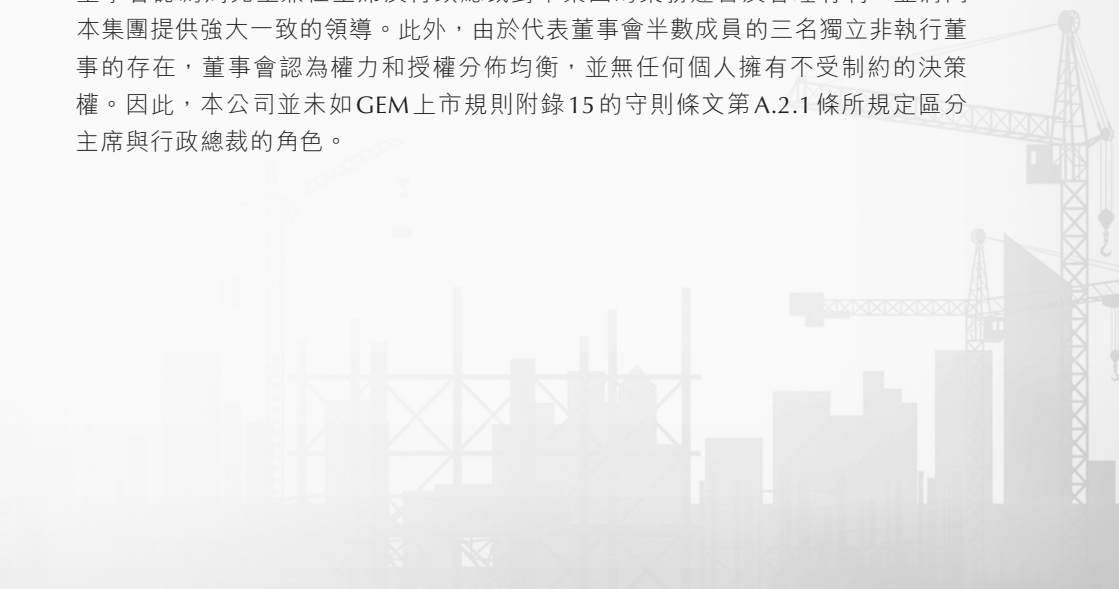 本集團提供強大一致的領導。此外，由於代表董事會半數成員的三名獨立非執行董
事的存在，董事會認為權力和授權分佈均衡，並無任何個人擁有不受制約的決策
權。因此，本公司並未如GEM上市規則附錄15的守則條文第A.2.1條所規定區分
主席與行政總裁的角色。